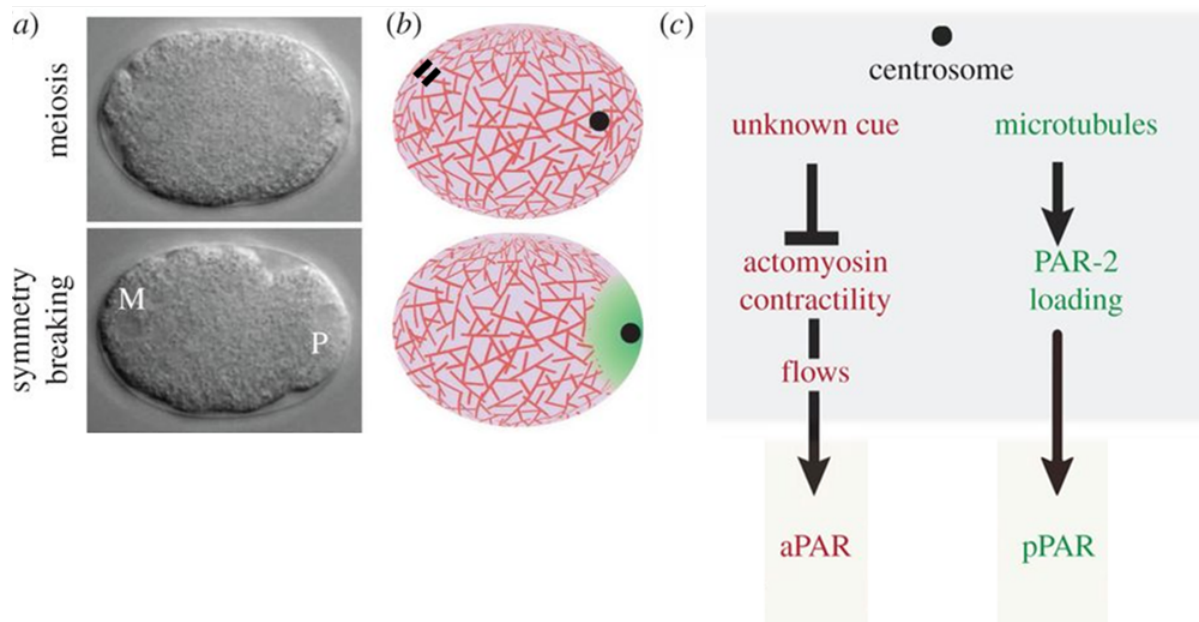 a)
meiosis
symmetry
breaking
M
P
(b)
(c)
centrosome
unknown cue
microtubules
actomyosin
contractility
PAR-2
loading
flows
aPAR
pPAR